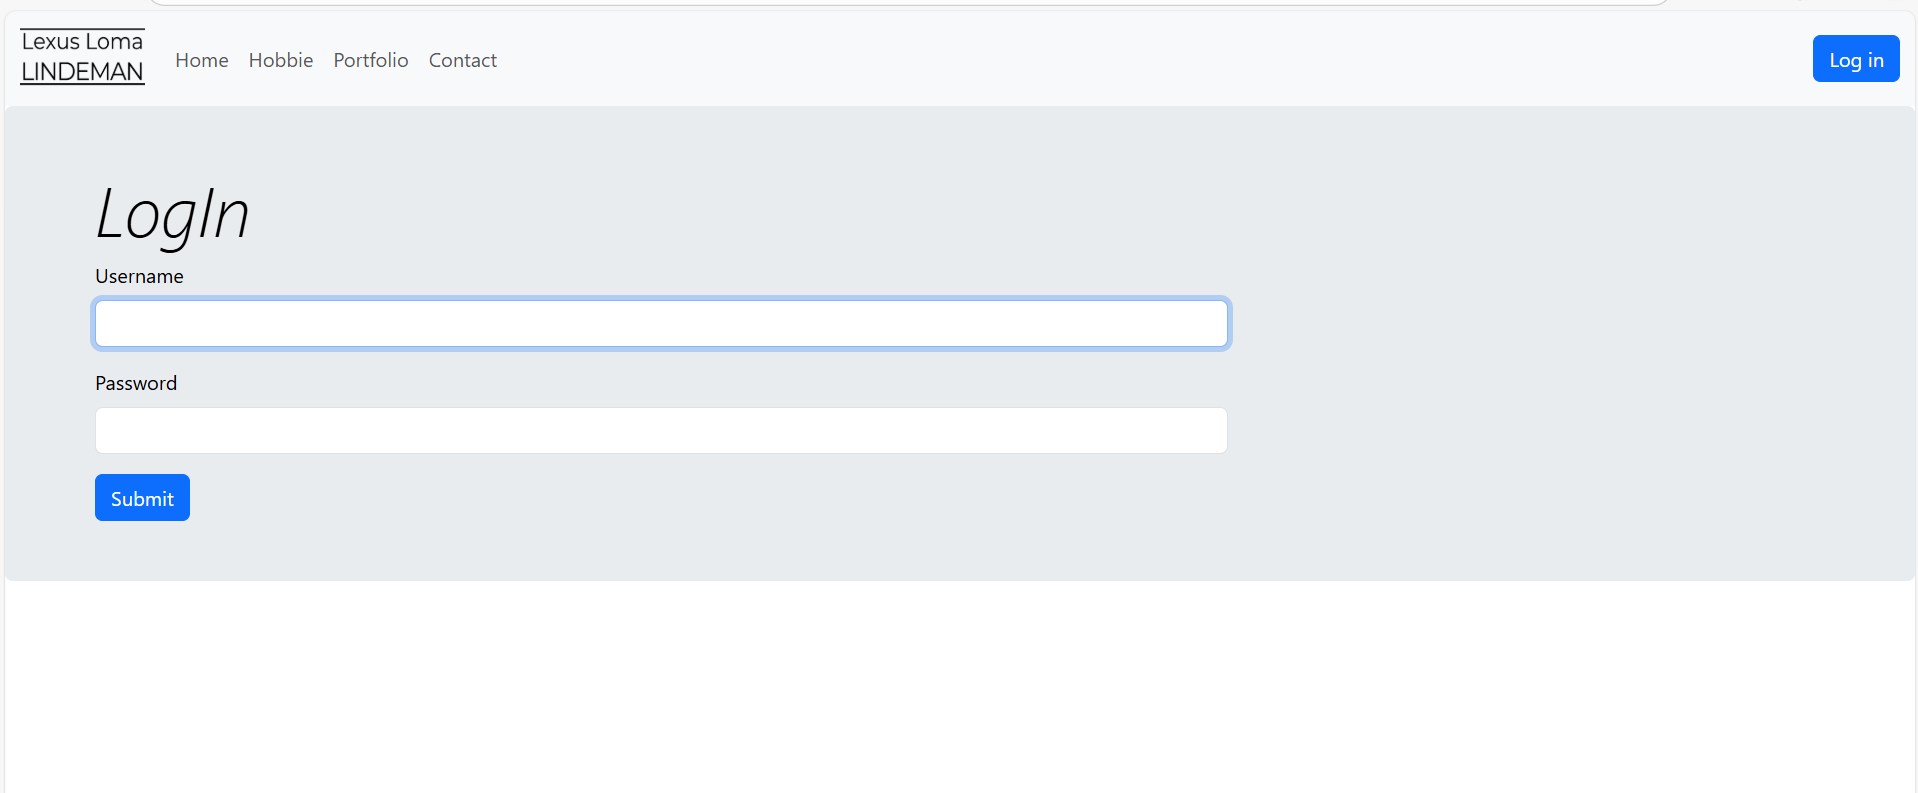 Lexus Loma
LINDEMAN
Home Hobbie Portfolio Contact
Log in
LogIn
Username
Password
Submit